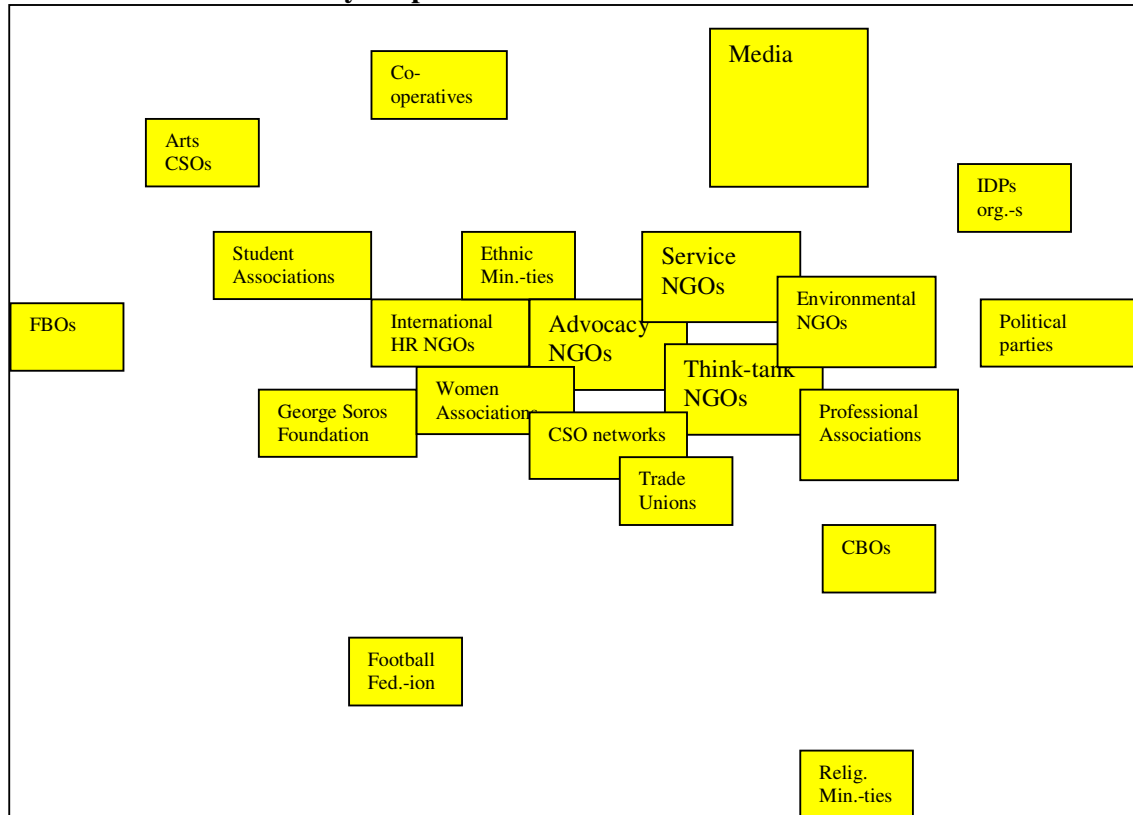 Media
Co-
operatives
Arts
CSOs
IDPs
org.-s
Student
Associations
Ethnic
Min.-ties
Service
NGOs
Environmental
NGOs
FBOs
International
HR NGOs
Advocacy
NGOs
Political
parties
Think-tank
NGOs
Women
Associations
George Soros
Foundation
CSO networks
Professional
Associations
Trade
Unions
CBOs
Football
Fed.-ion
Relig.
Min.-ties